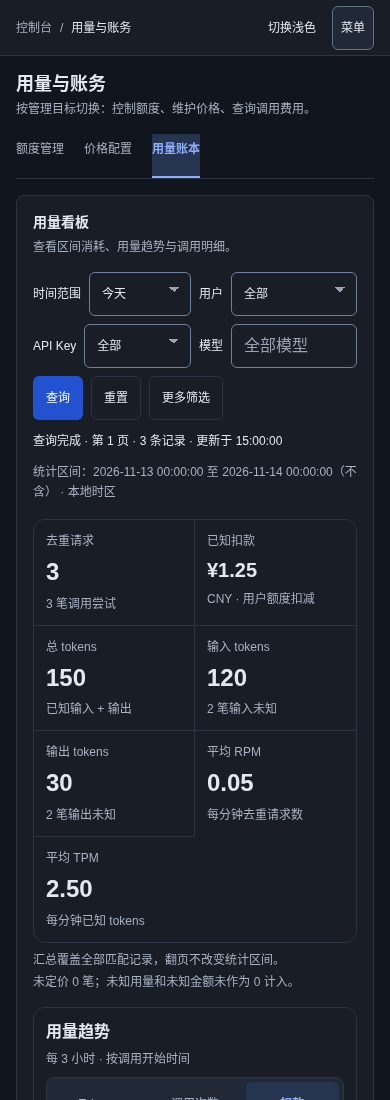 控制台 / 用量与账务
切换浅色
菜单
用量与账务
按管理目标切换：控制额度、维护价格、查询调用费用。
额度管理 价格配置 用量账本
用量看板
查看区间消耗、用量趋势与调用明细。
时间范围 今天 用户 全部
API Key 全部 模型 全部模型
查询 重置 更多筛选
查询完成 · 第 1 页 · 3 条记录 · 更新于 15:00:00
统计区间：2026-11-13 00:00:00 至 2026-11-14 00:00:00（不
含） · 本地时区
去重请求
3
3 笔调用尝试
已知扣款
¥1.25
CNY · 用户额度扣减
总 tokens
150
已知输入 + 输出
输入 tokens
120
2 笔输入未知
输出 tokens
30
2 笔输出未知
平均 RPM
0.05
每分钟去重请求数
平均 TPM
2.50
每分钟已知 tokens
汇总覆盖全部匹配记录，翻页不改变统计区间。
未定价 0 笔；未知用量和未知金额未作为 0 计入。
用量趋势
每 3 小时 · 按调用开始时间